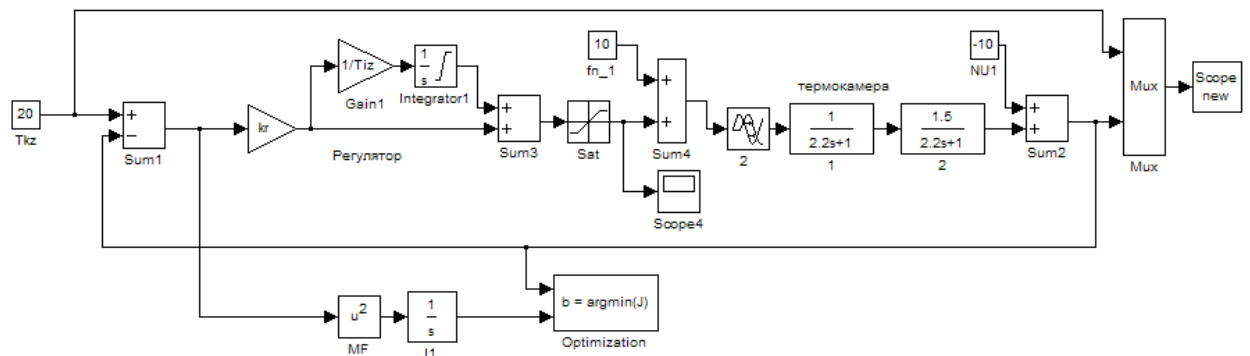 20
Tkz
+
−
Sum1
kr
1/Tiz
Gain1
1
s
Integrator1
Регулятор
+
+
Sum3
Sat
10
fn_1
+
+
Sum4
Scope4
2
термокамера
1
2.2s+1
1
1.5
2.2s+1
2
-10
NU1
+
+
Sum2
Mux
Mux
Scope
new
u²
MF
1
s
I1
b = argmin(J)
Optimization